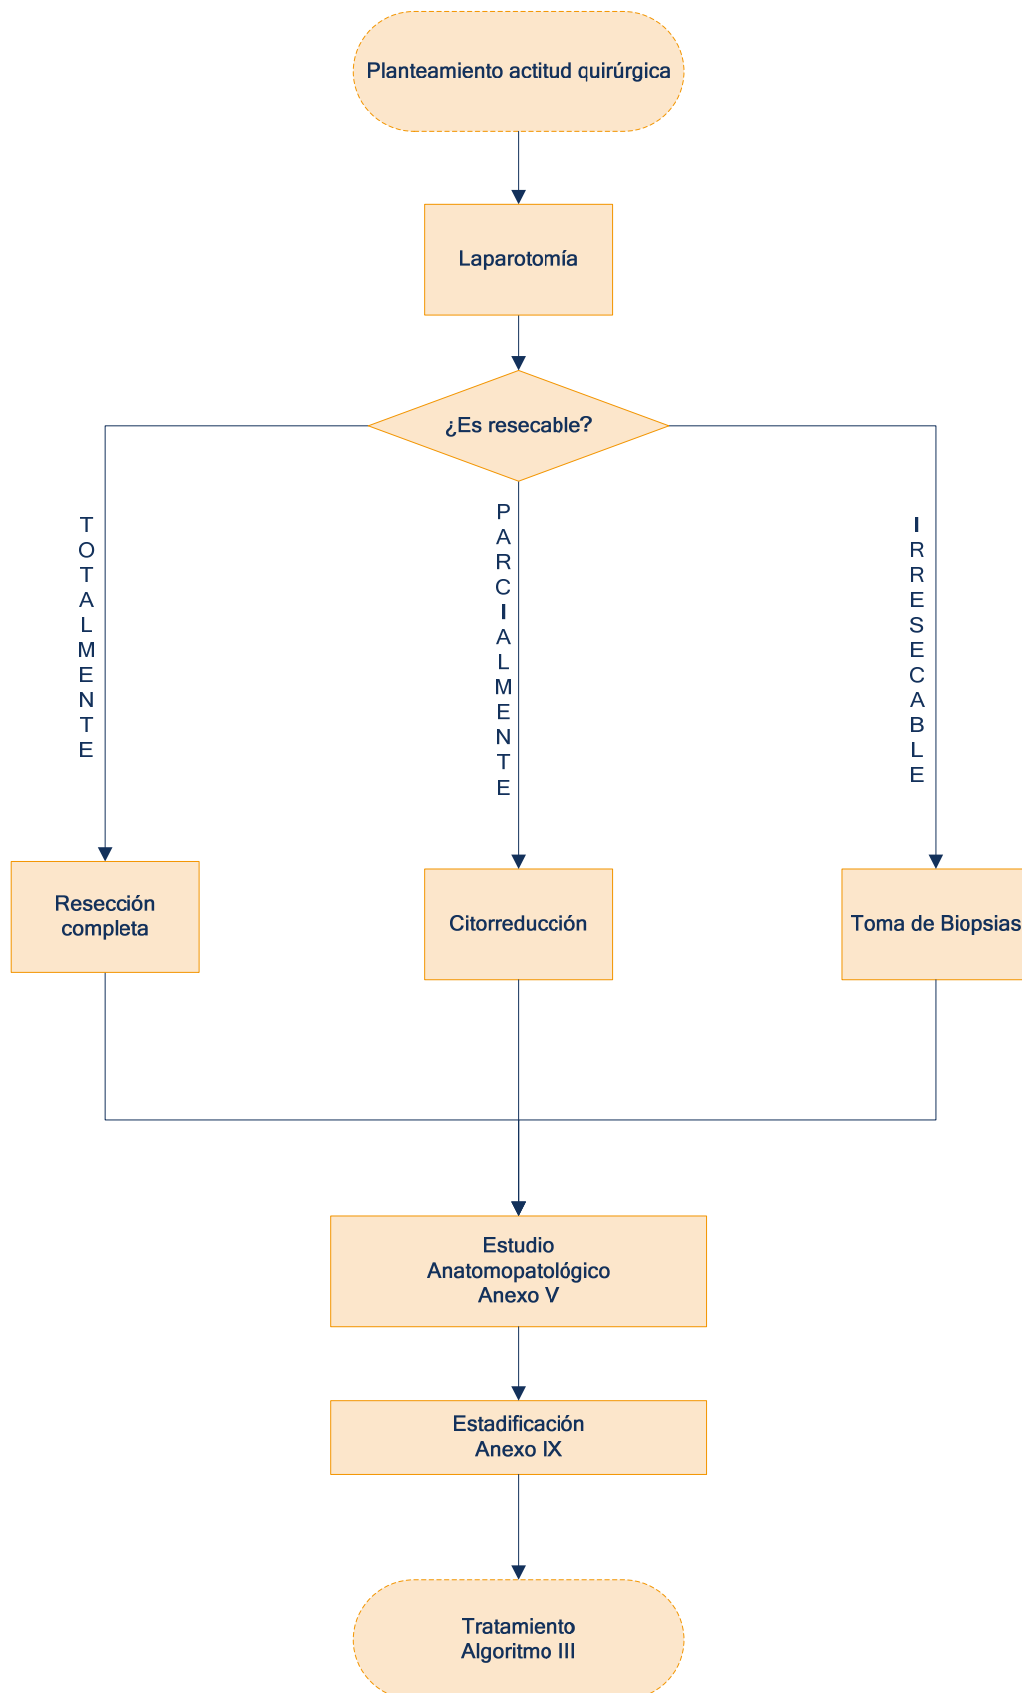 Planteamiento actitud quirúrgica
Laparotomía
¿Es resecable?
TOTALMENTE
PARCIALMENTE
IRRESECABLE
Resección
completa
Citorreducción
Toma de Biopsias
Estudio
Anatomopatológico
Anexo V
Estadificación
Anexo IX
Tratamiento
Algoritmo III